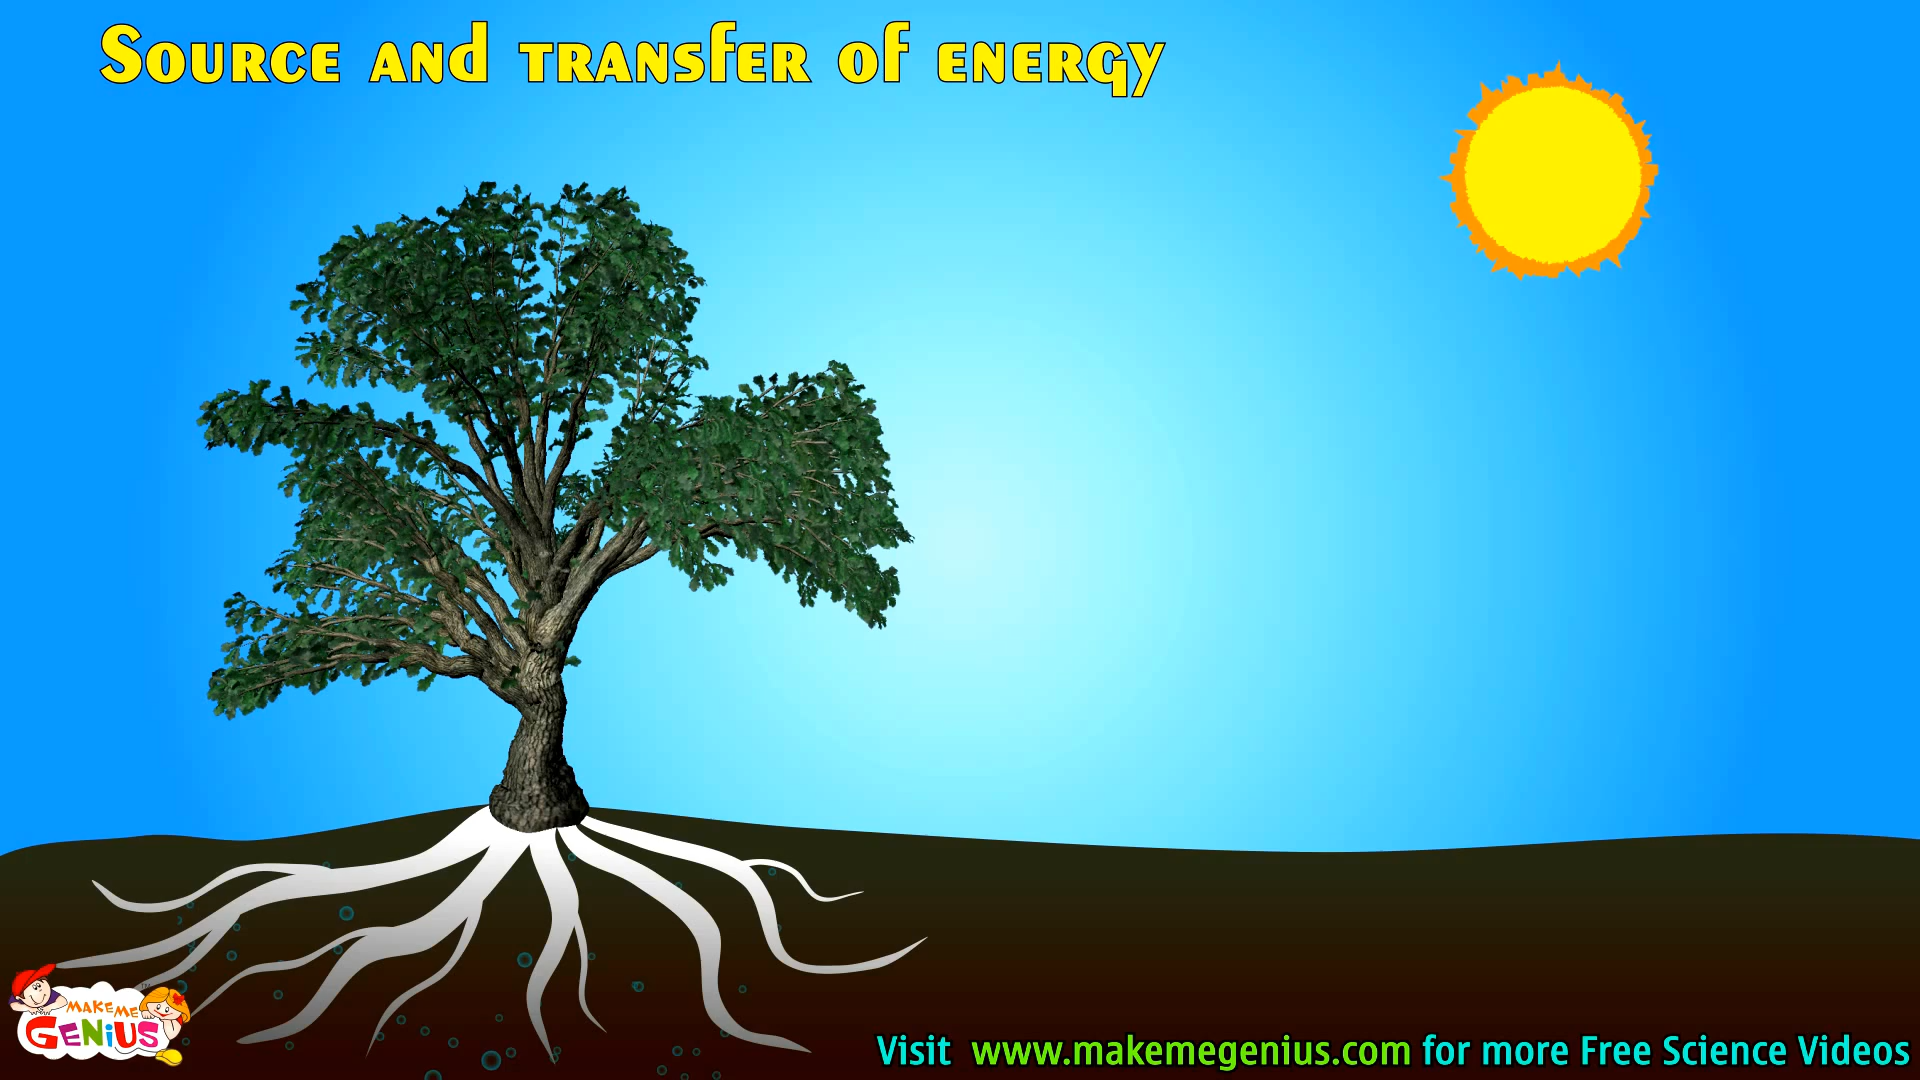 Source and transfer of energy
MAKE ME
GENiUS
Visit www.makemegenius.com for more Free Science Videos